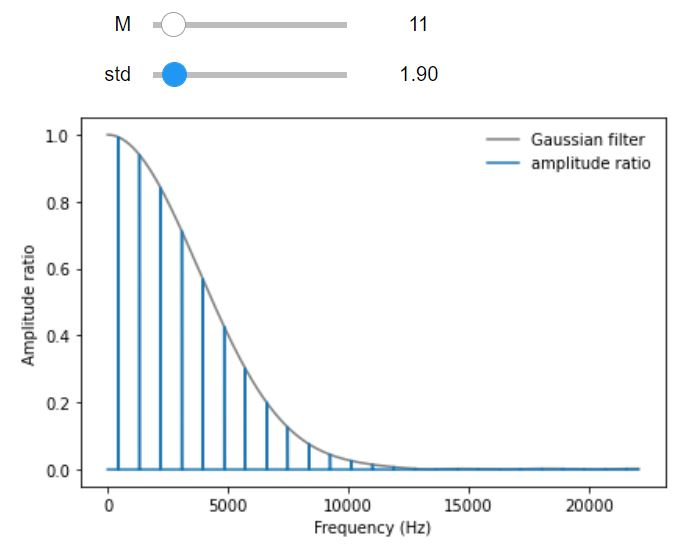 M 11
std 1.90
1.0
0.8
0.6
0.4
0.2
0.0
Amplitude ratio
Gaussian filter
amplitude ratio
0 5000 10000 15000 20000
Frequency (Hz)